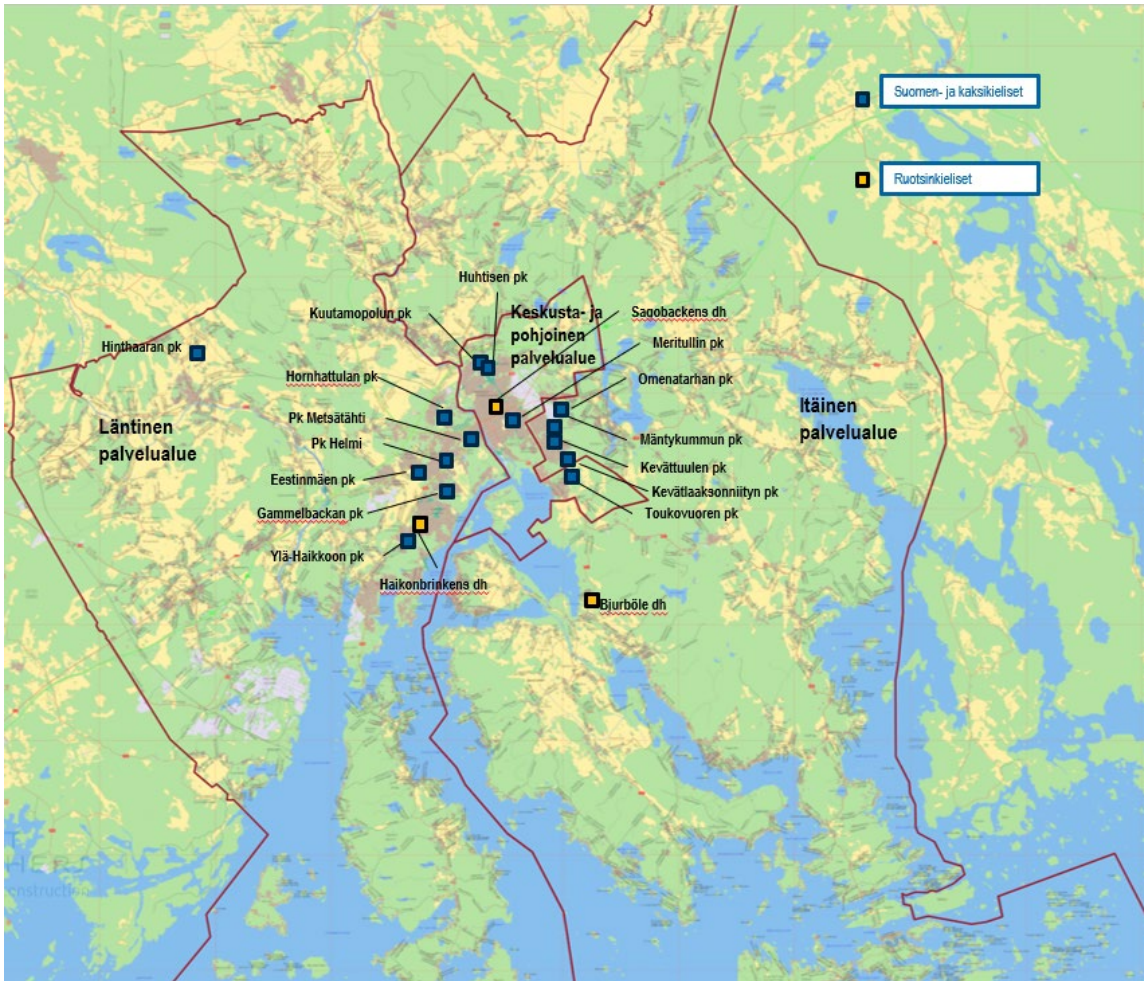 Suomen- ja kaksikieliset
Ruotsinkieliset
Huhtisen pk
Kuutamopolun pk
Keskusta- ja
pohjoinen
palvelualue
Sagobackens dh
Meritullin pk
Hinthaaran pk
Hornhattulan pk
Omenatarhan pk
Läntinen
palvelualue
Pk Metsätähti
Itäinen
palvelualue
Pk Helmi
Mäntykummun pk
Eestinmäen pk
Kevättuulen pk
Kevätlaaksonniityn pk
Gammelbackan pk
Toukovuoren pk
Ylä-Haikkoon pk
Haikonbrinkens dh
Bjurböle dh